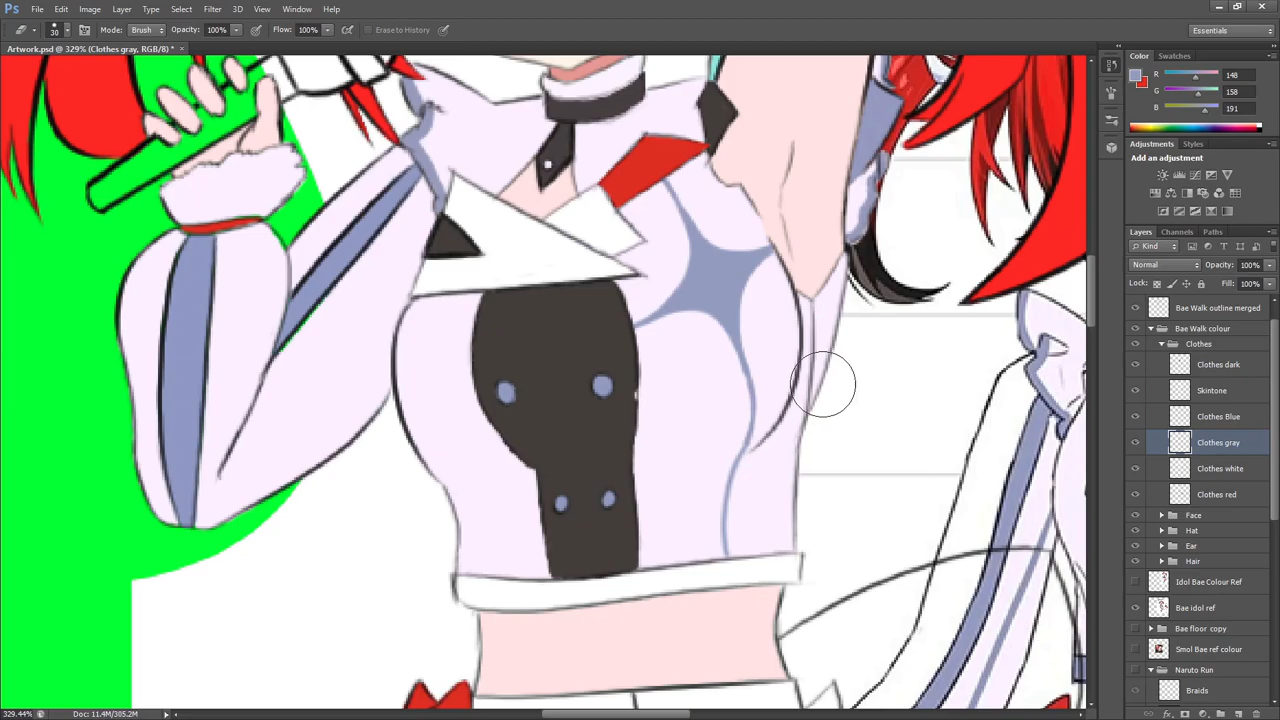 Ps File Edit Image Layer Type Select Filter 3D View Window Help
30 Mode: Brush Opacity: 100% Flow: 100% Erase to History Essentials
Artwork.psd @ 329% (Clothes gray, RGB/8) * ×
Color Swatches
R 148
G 158
B 191
Adjustments Styles
Add an adjustment
Layers Channels Paths
Kind
Normal Opacity: 100%
Lock: Fill: 100%
Bae Walk outline merged
Bae Walk colour
Clothes
Clothes dark
Skintone
Clothes Blue
Clothes gray
Clothes white
Clothes red
Face
Hat
Ear
Hair
Idol Bae Colour Ref
Bae idol ref
Bae floor copy
Smol Bae ref colour
Naruto Run
Braids
329.44% Doc: 11.4M/305.2M